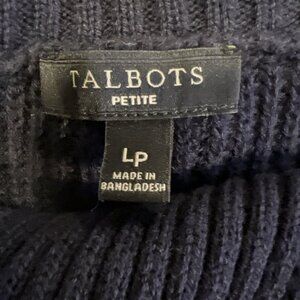 TALBOTS
PETITE
LP
MADE IN
BANGLADESH